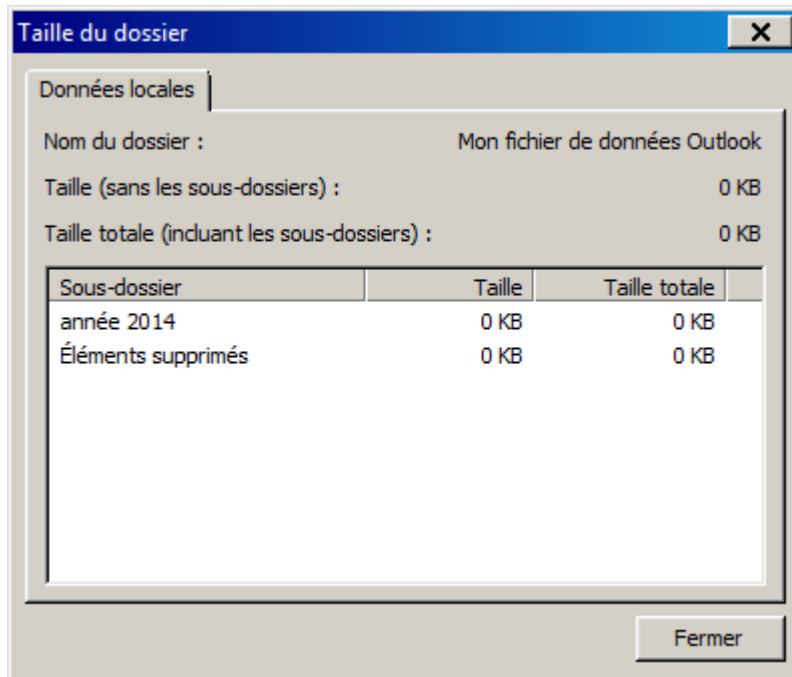 Taille du dossier
Données locales
Nom du dossier : Mon fichier de données Outlook
Taille (sans les sous-dossiers) : 0 KB
Taille totale (incluant les sous-dossiers) : 0 KB
Sous-dossier Taille Taille totale
année 2014 0 KB 0 KB
Éléments supprimés 0 KB 0 KB
Fermer